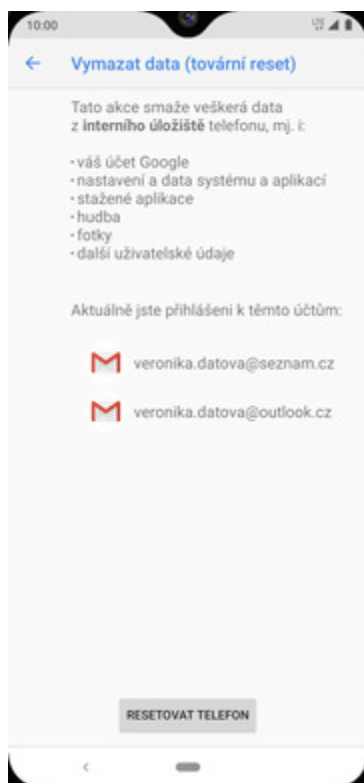 10:00
Vymazat data (tovární reset)
Tato akce smaže veškerá data
z interního úložiště telefonu, mj. i:
•váš účet Google
•nastavení a data systému a aplikací
•stažené aplikace
•hudba
•fotky
•další uživatelské údaje
Aktuálně jste přihlášeni k těmto účtům:
veronika.datova@seznam.cz
veronika.datova@outlook.cz
RESETOVAT TELEFON